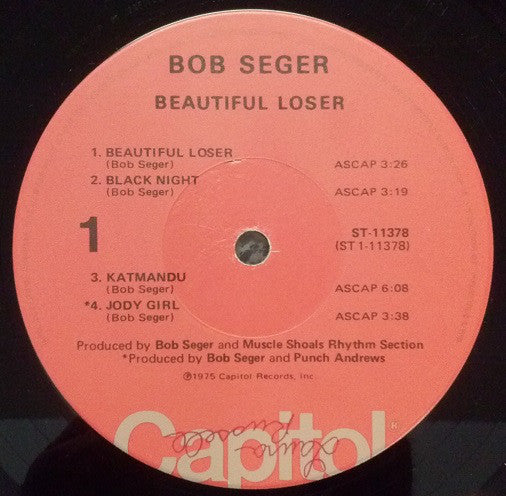 BOB SEGER
BEAUTIFUL LOSER
1. BEAUTIFUL LOSER
(Bob Seger) ASCAP 3:26
2. BLACK NIGHT
(Bob Seger) ASCAP 3:19
1
ST-11378
(ST 1-11378)
3. KATMANDU
(Bob Seger) ASCAP 6:08
*4. JODY GIRL
(Bob Seger) ASCAP 3:38
Produced by Bob Seger and Muscle Shoals Rhythm Section
*Produced by Bob Seger and Punch Andrews
℗1975 Capitol Records, Inc.
Capitol®
Laura
Russell